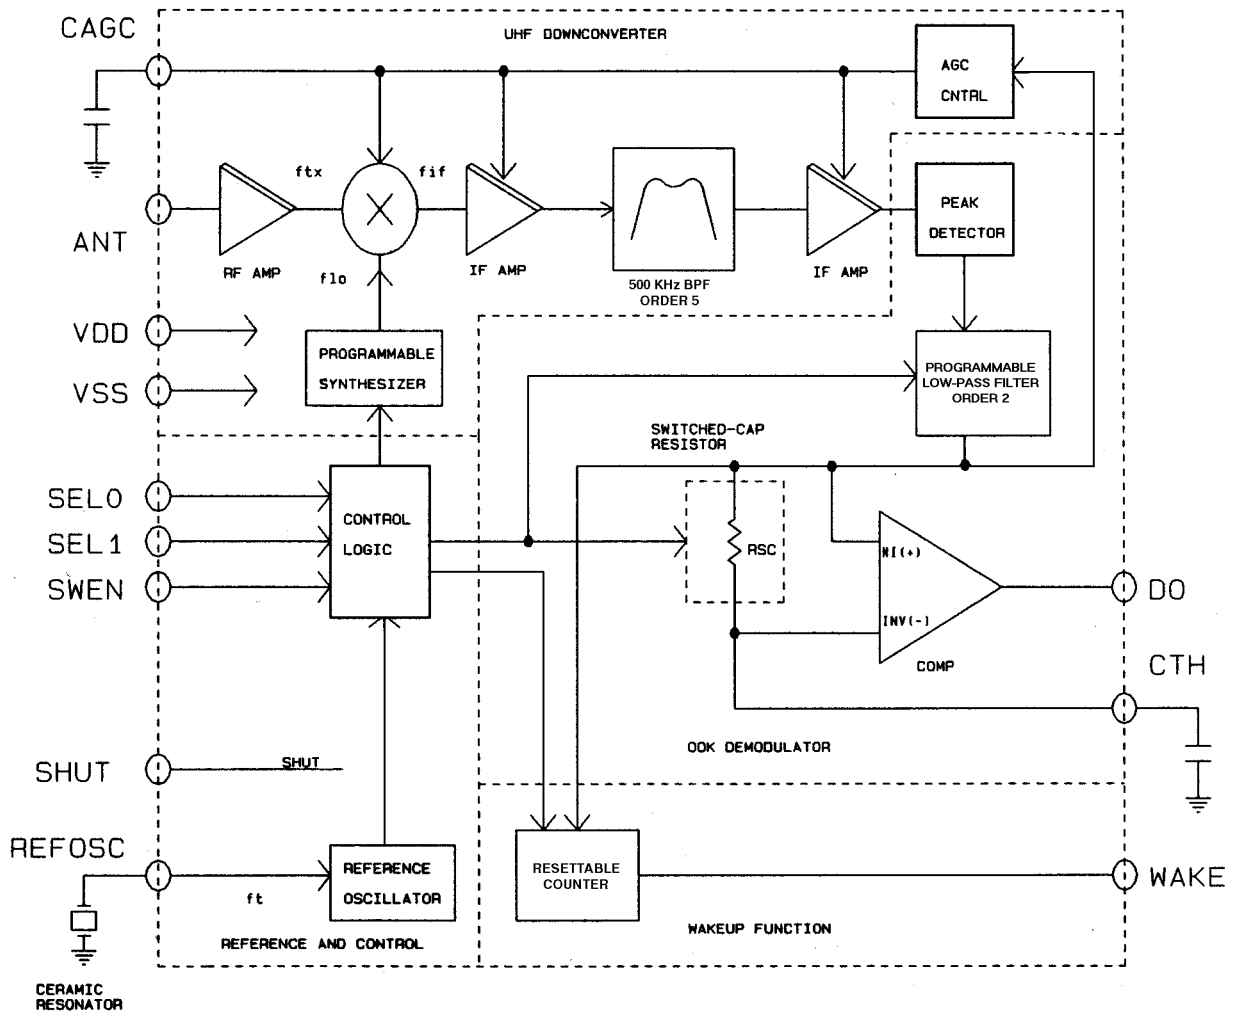 CAGC
UHF DOWNCONVERTER
AGC
CNTRL
ftx
fif
ANT
RF AMP
flo
IF AMP
500 KHz BPF
ORDER 5
IF AMP
PEAK
DETECTOR
VDD
VSS
PROGRAMMABLE
SYNTHESIZER
PROGRAMMABLE
LOW-PASS FILTER
ORDER 2
SWITCHED-CAP
RESISTOR
SEL0
SEL1
SWEN
CONTROL
LOGIC
RSC
NI(+)
INV(-)
COMP
DO
CTH
OOK DEMODULATOR
SHUT
SHUT
REFOSC
ft
REFERENCE
OSCILLATOR
RESETTABLE
COUNTER
WAKE
WAKEUP FUNCTION
REFERENCE AND CONTROL
CERAMIC
RESONATOR